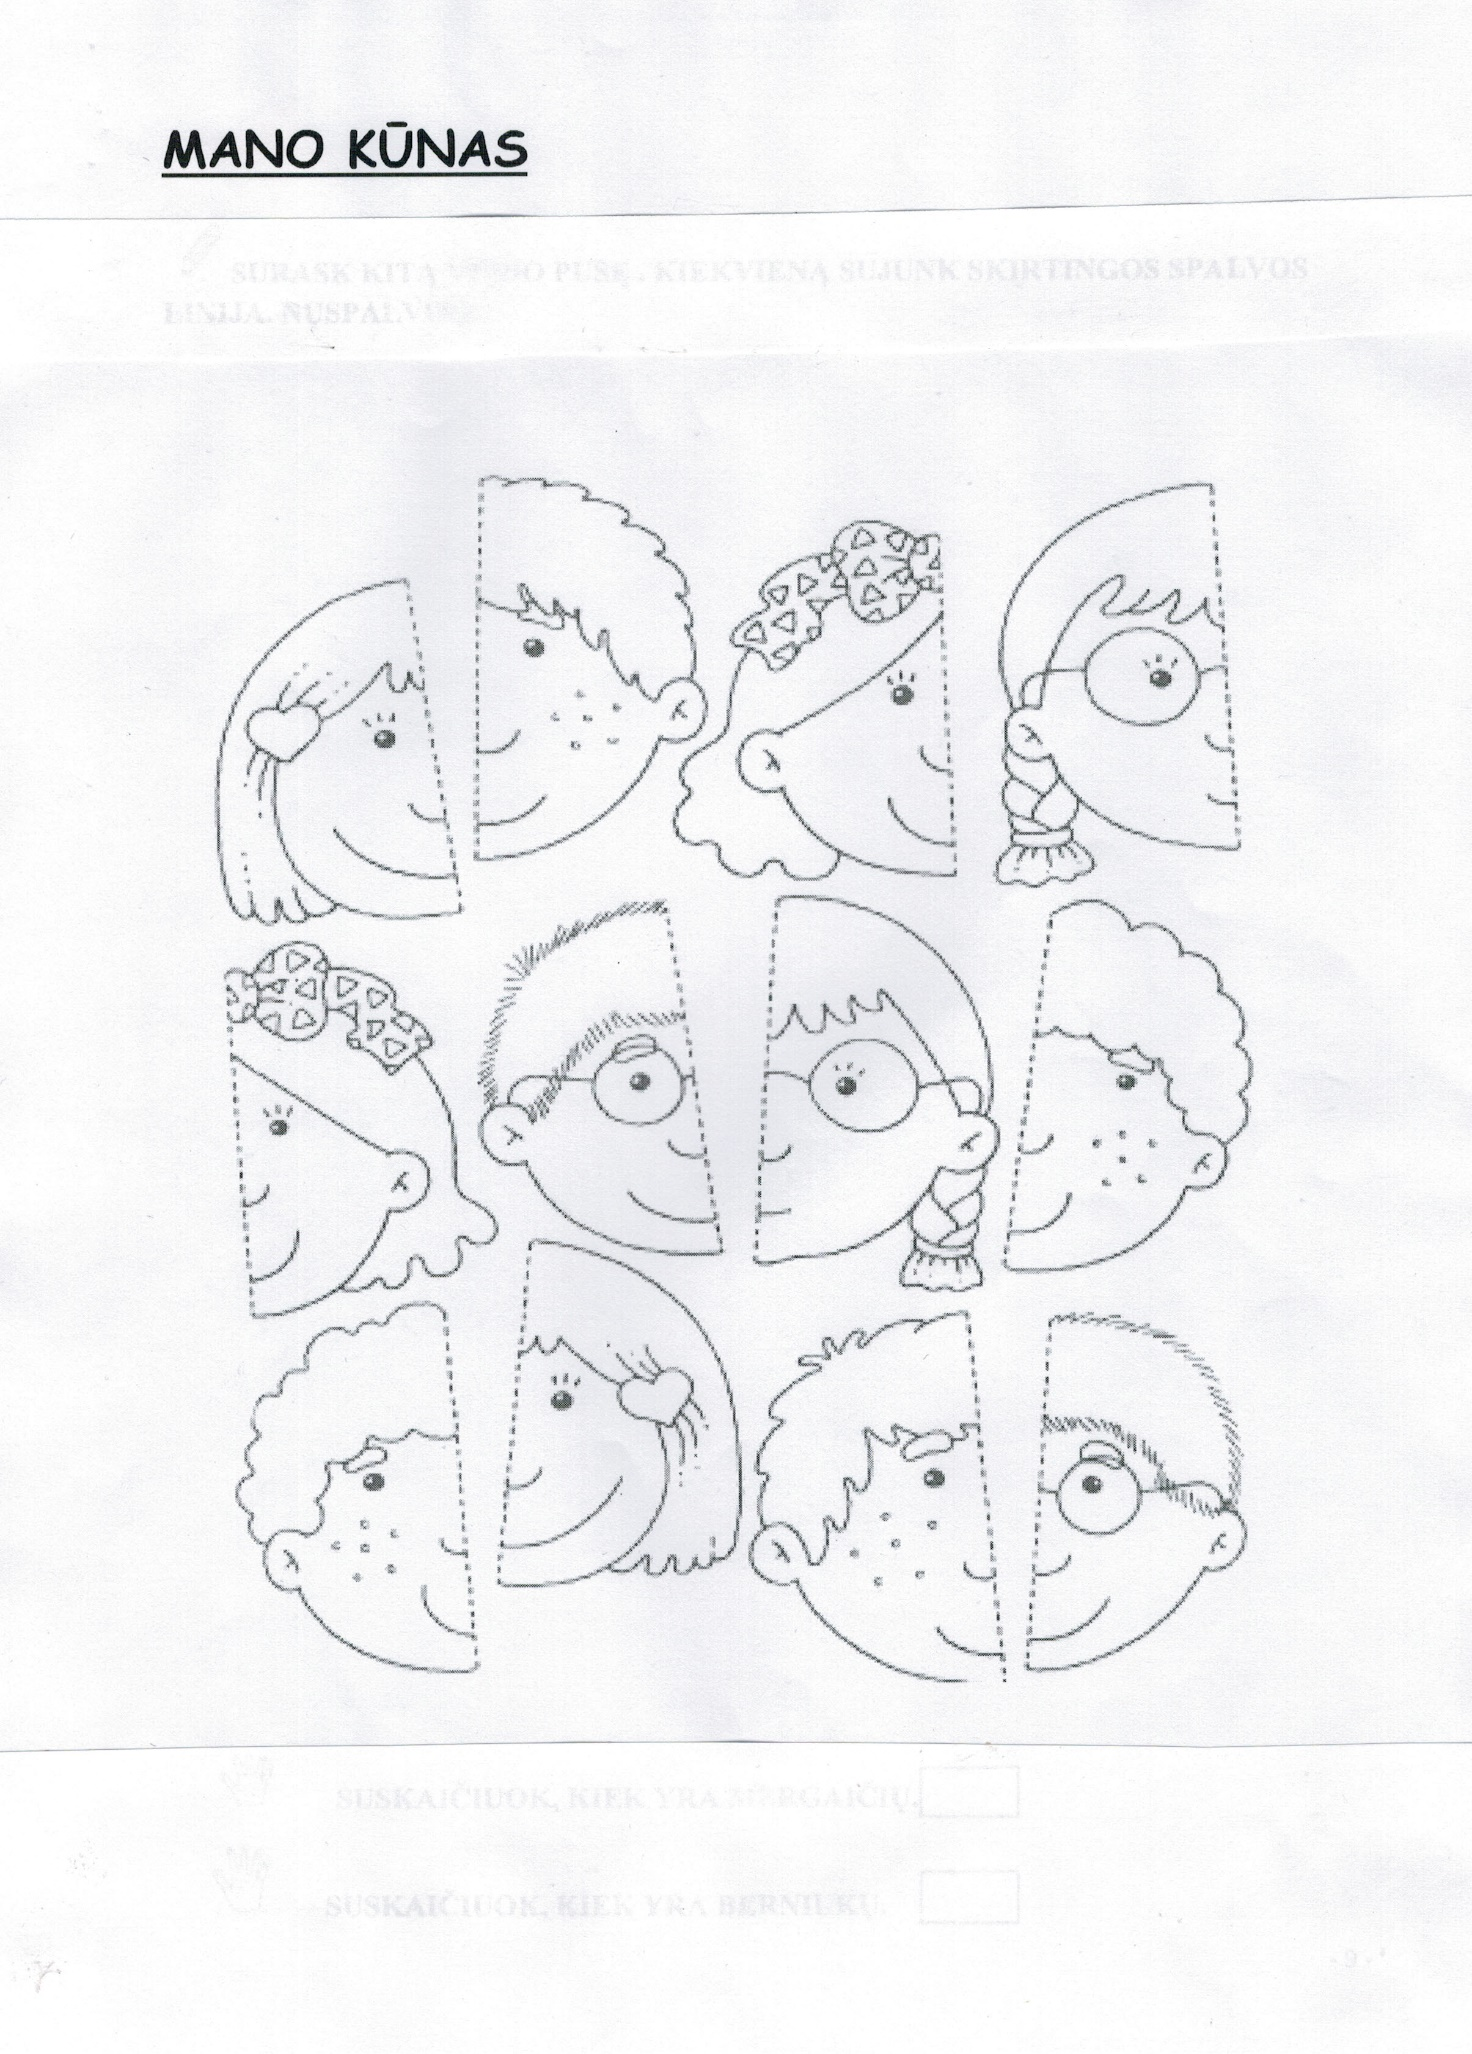 MANO KŪNAS
SURASK KITĄ VEIDO PUSĘ. KIEKVIENĄ SUJUNK SKIRTINGOS SPALVOS
LINIJA. NUSPALVINK
SUSKAIČIUOK, KIEK YRA MERGAIČIŲ.
SUSKAIČIUOK, KIEK YRA BERNIUKŲ.